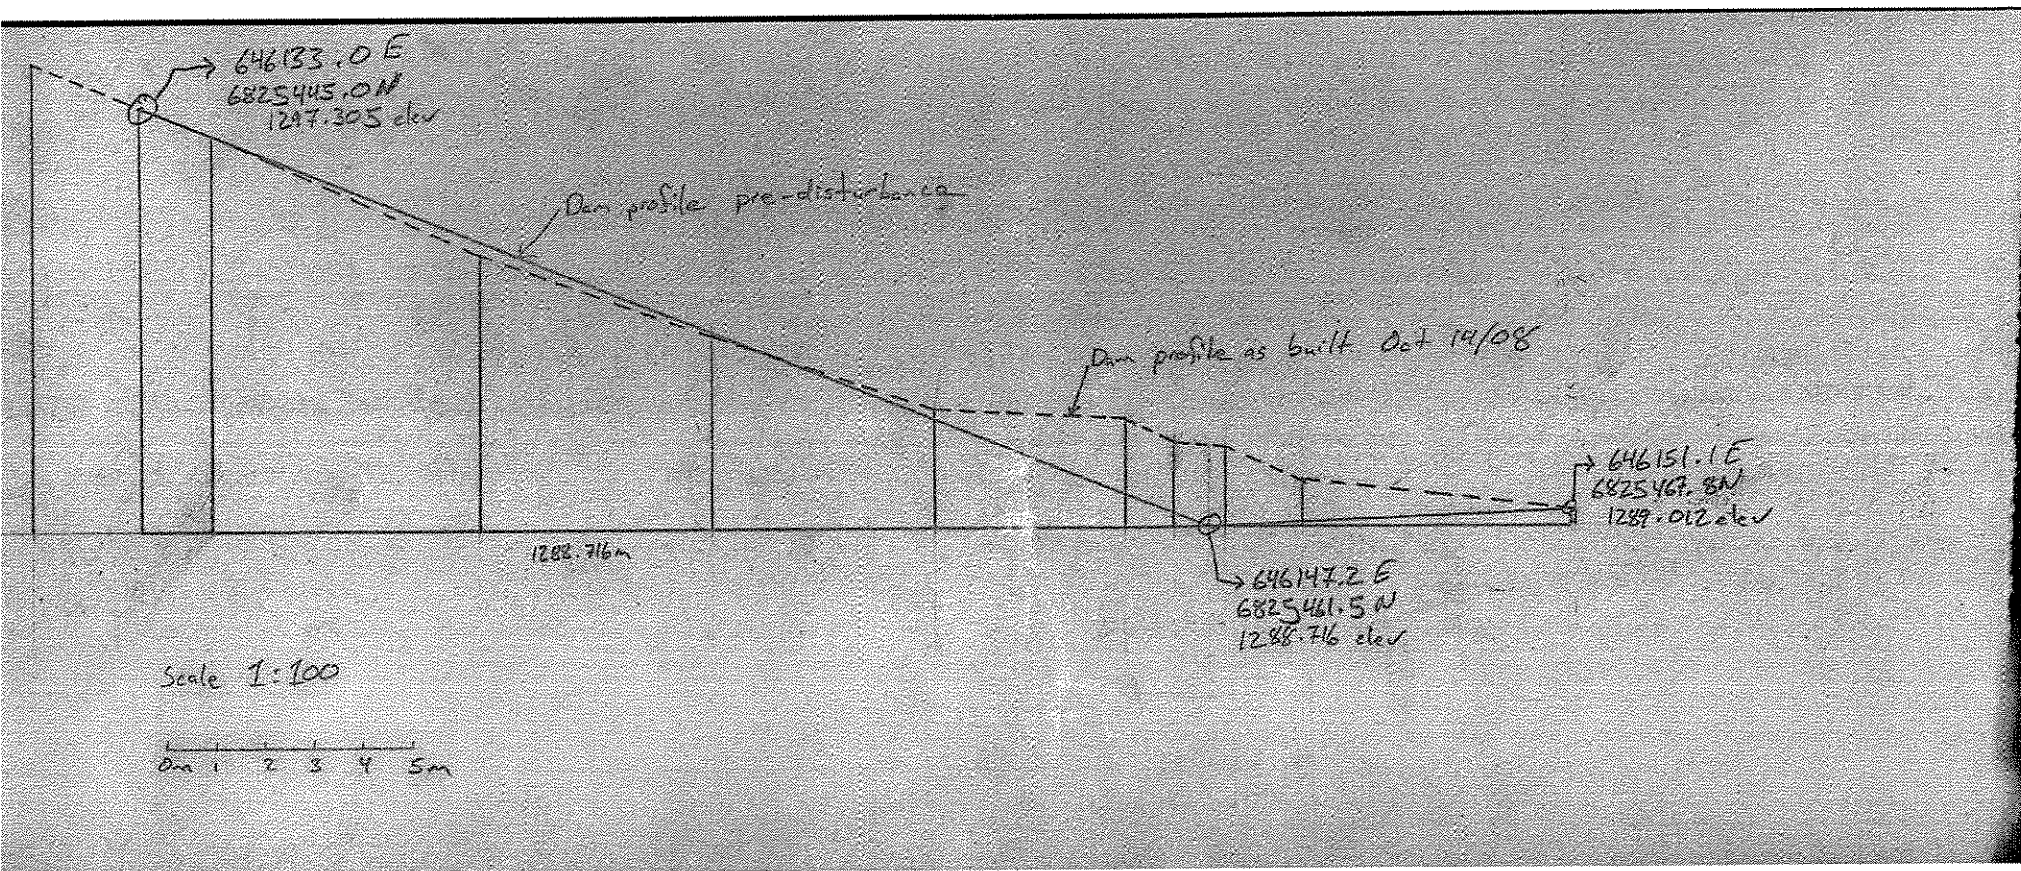 646133.0 E
6825445.0 N
1297.305 elev
Dam profile pre-disturbance
Dam profile as built Oct 14/08
646151.1 E
6825467.8N
1289.012 elev
1288.716m
646147.2 E
6825461.5 N
1288.716 elev
Scale 1:100
0m 1 2 3 4 5m